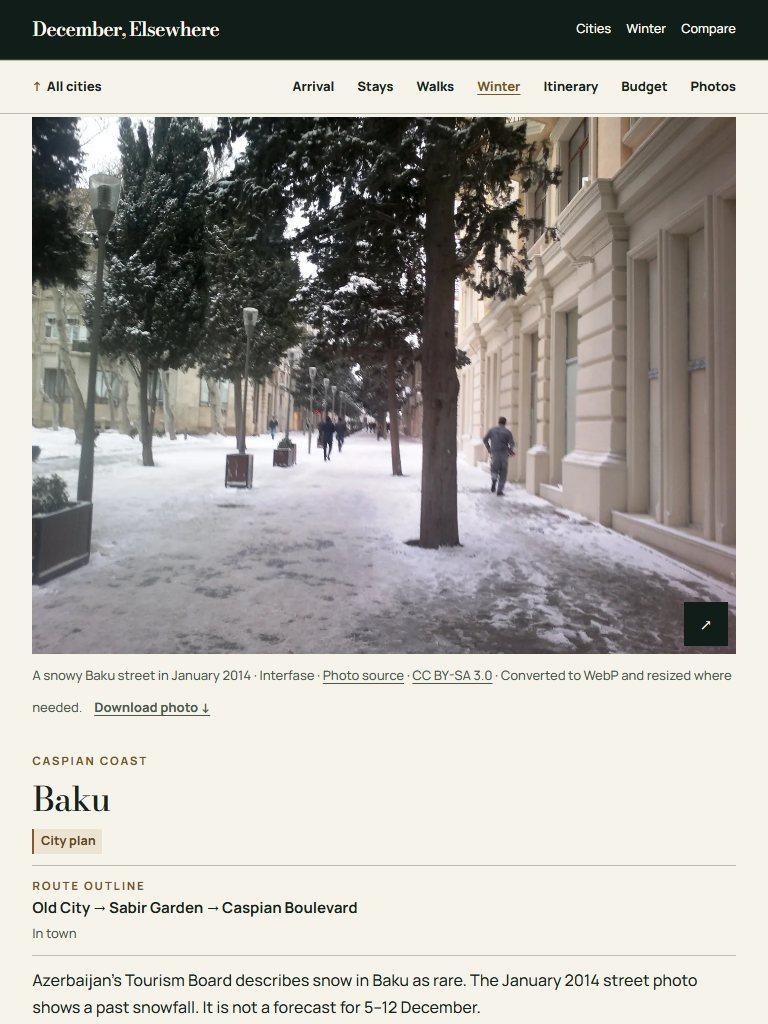 December, Elsewhere
Cities Winter Compare
↑ All cities
Arrival Stays Walks Winter Itinerary Budget Photos
↗
A snowy Baku street in January 2014 · Interfase · Photo source · CC BY-SA 3.0 · Converted to WebP and resized where
needed. Download photo ↓
CASPIAN COAST
Baku
City plan
ROUTE OUTLINE
Old City → Sabir Garden → Caspian Boulevard
In town
Azerbaijan's Tourism Board describes snow in Baku as rare. The January 2014 street photo
shows a past snowfall. It is not a forecast for 5–12 December.